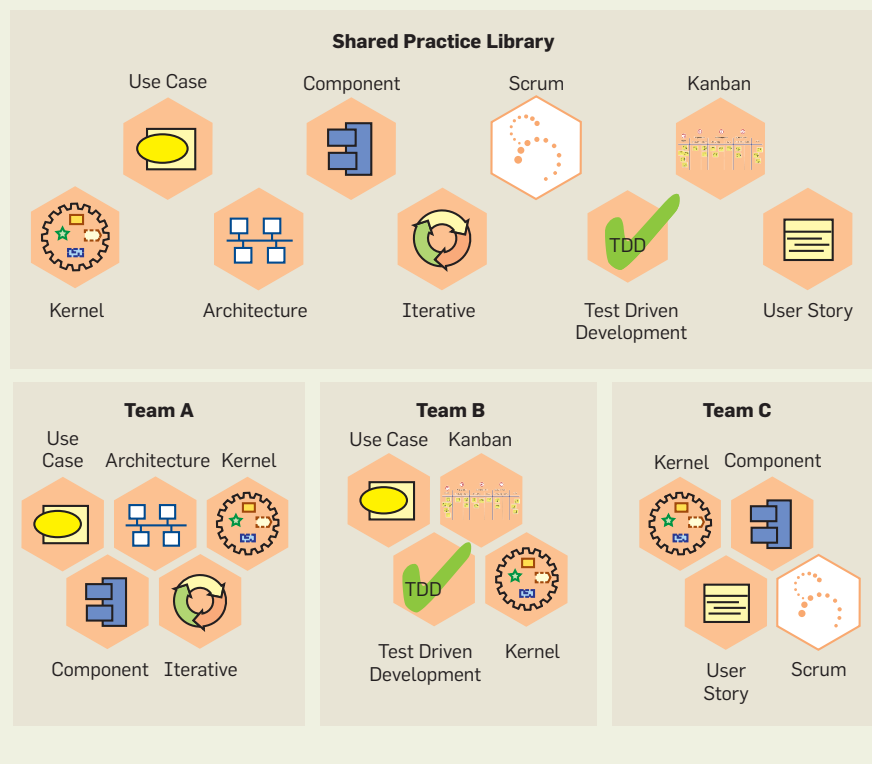 Shared Practice Library
Use Case
Component
Scrum
Kanban
TDD
Kernel
Architecture
Iterative
Test Driven
Development
User Story
Team A
Use
Case
Architecture
Kernel
Component
Iterative
Team B
Use Case
Kanban
TDD
Test Driven
Development
Kernel
Team C
Kernel
Component
User
Story
Scrum